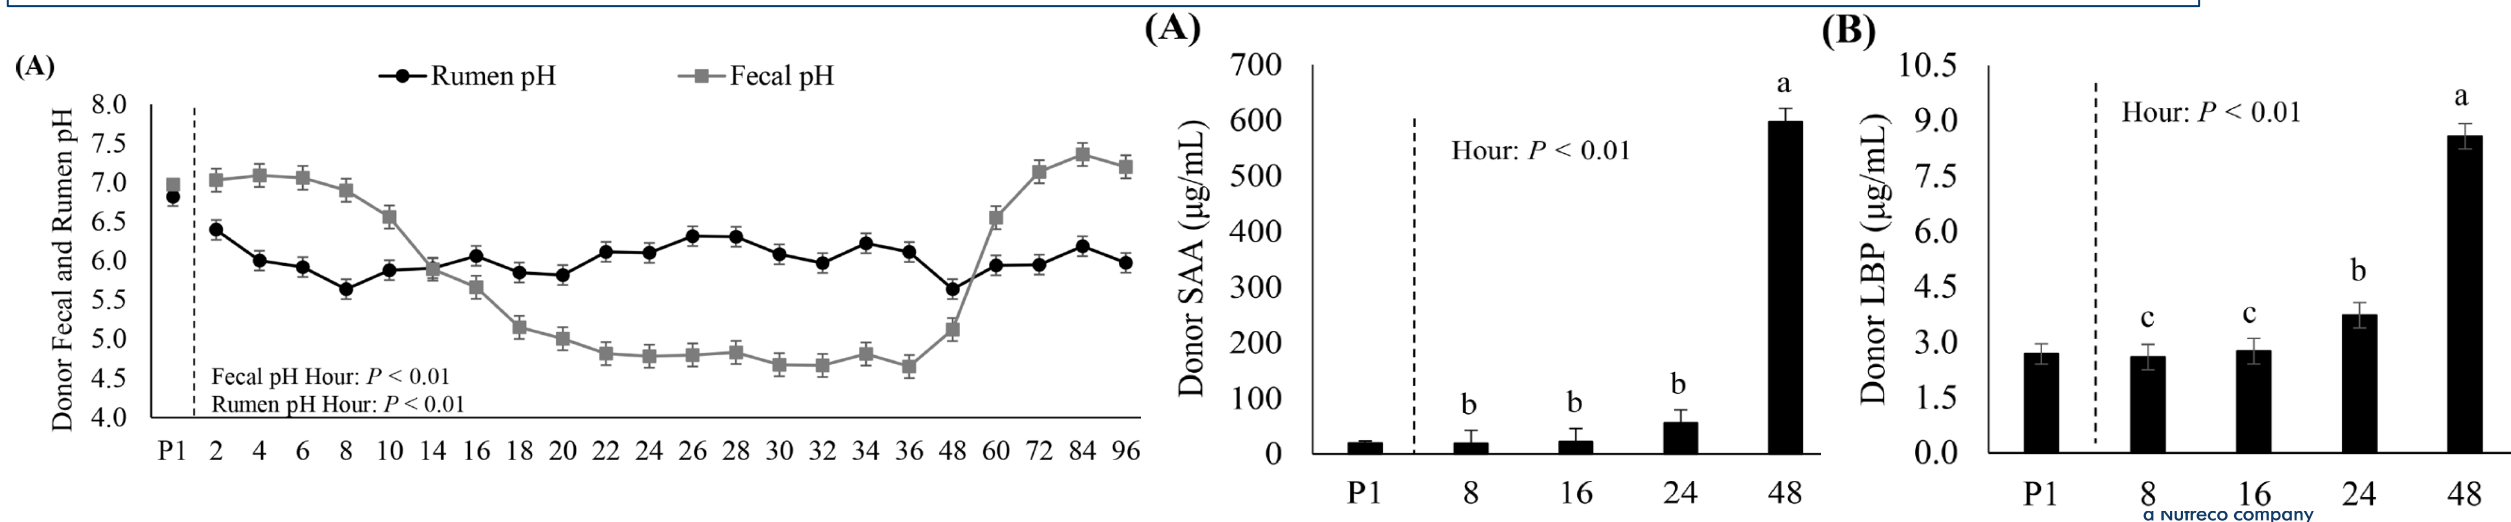 (A)
Rumen pH
Fecal pH
Donor Fecal and Rumen pH
8.0
7.5
7.0
6.5
6.0
5.5
5.0
4.5
4.0
Fecal pH Hour: P < 0.01
Rumen pH Hour: P < 0.01
P1 2 4 6 8 10 14 16 18 20 22 24 26 28 30 32 34 36 48 60 72 84 96
(A)
Donor SAA (µg/mL)
700
600
500
400
300
200
100
0
Hour: P < 0.01
b
b
b
a
P1 8 16 24 48
(B)
Donor LBP (µg/mL)
10.5
9.0
7.5
6.0
4.5
3.0
1.5
0.0
Hour: P < 0.01
c
c
b
a
P1 8 16 24 48
a Nutreco company